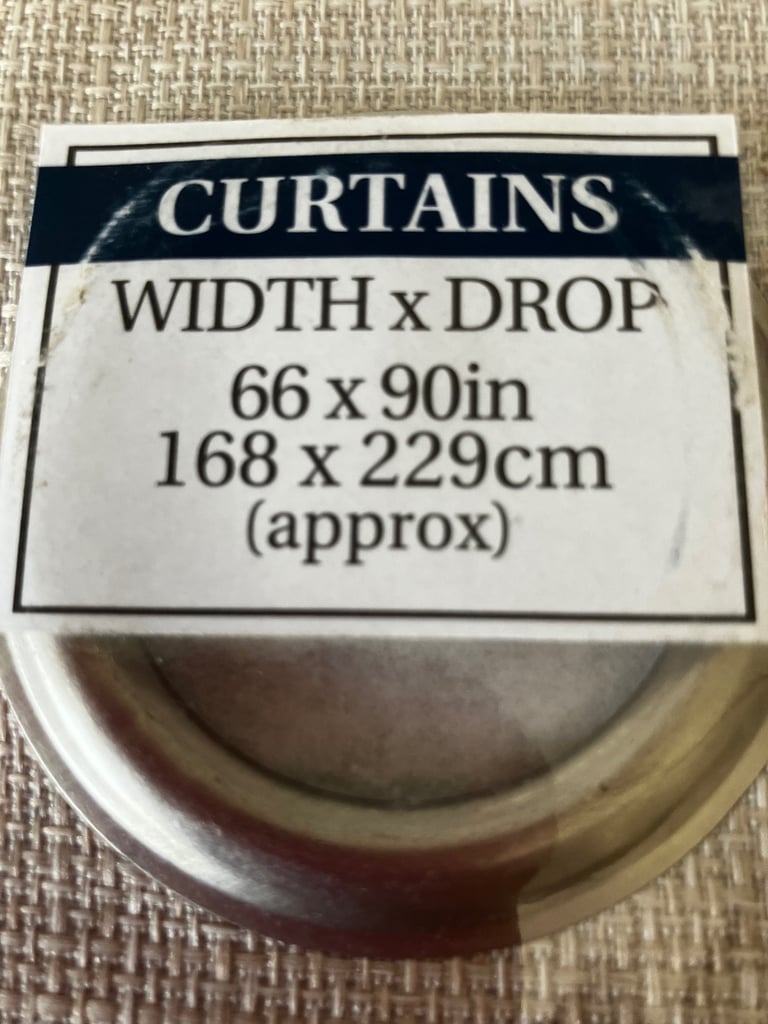 CURTAINS
WIDTH x DROP
66 x 90in
168 x 229cm
(approx)